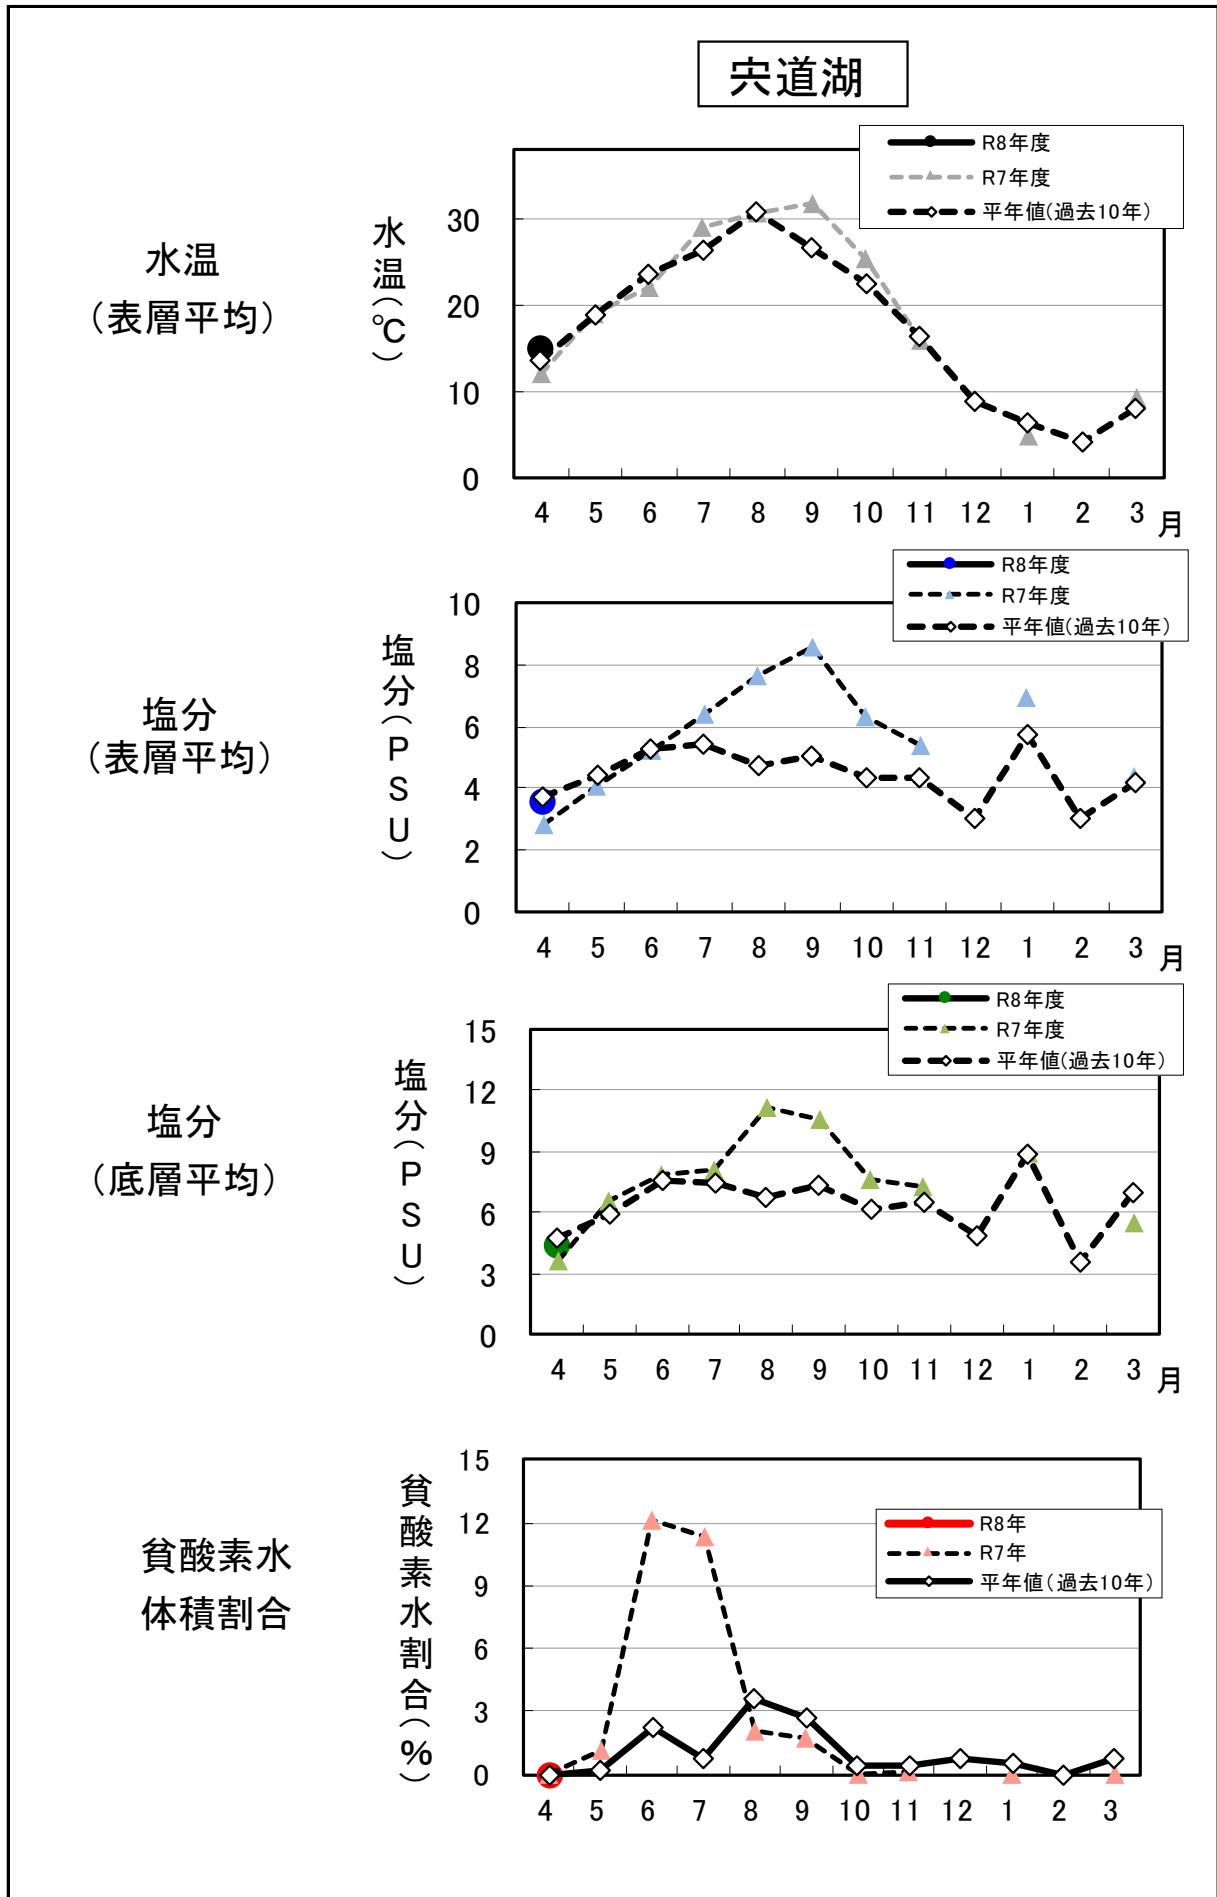 宍道湖
水温
（表層平均）
水温(℃)
R8年度
R7年度
平年値(過去10年)
30
20
10
0
4 5 6 7 8 9 10 11 12 1 2 3 月
塩分
（表層平均）
塩分(PSU)
R8年度
R7年度
平年値(過去10年)
10
8
6
4
2
0
4 5 6 7 8 9 10 11 12 1 2 3 月
塩分
（底層平均）
塩分(PSU)
R8年度
R7年度
平年値(過去10年)
15
12
9
6
3
0
4 5 6 7 8 9 10 11 12 1 2 3 月
貧酸素水
体積割合
貧酸素水割合(%)
R8年
R7年
平年値(過去10年)
15
12
9
6
3
0
4 5 6 7 8 9 10 11 12 1 2 3